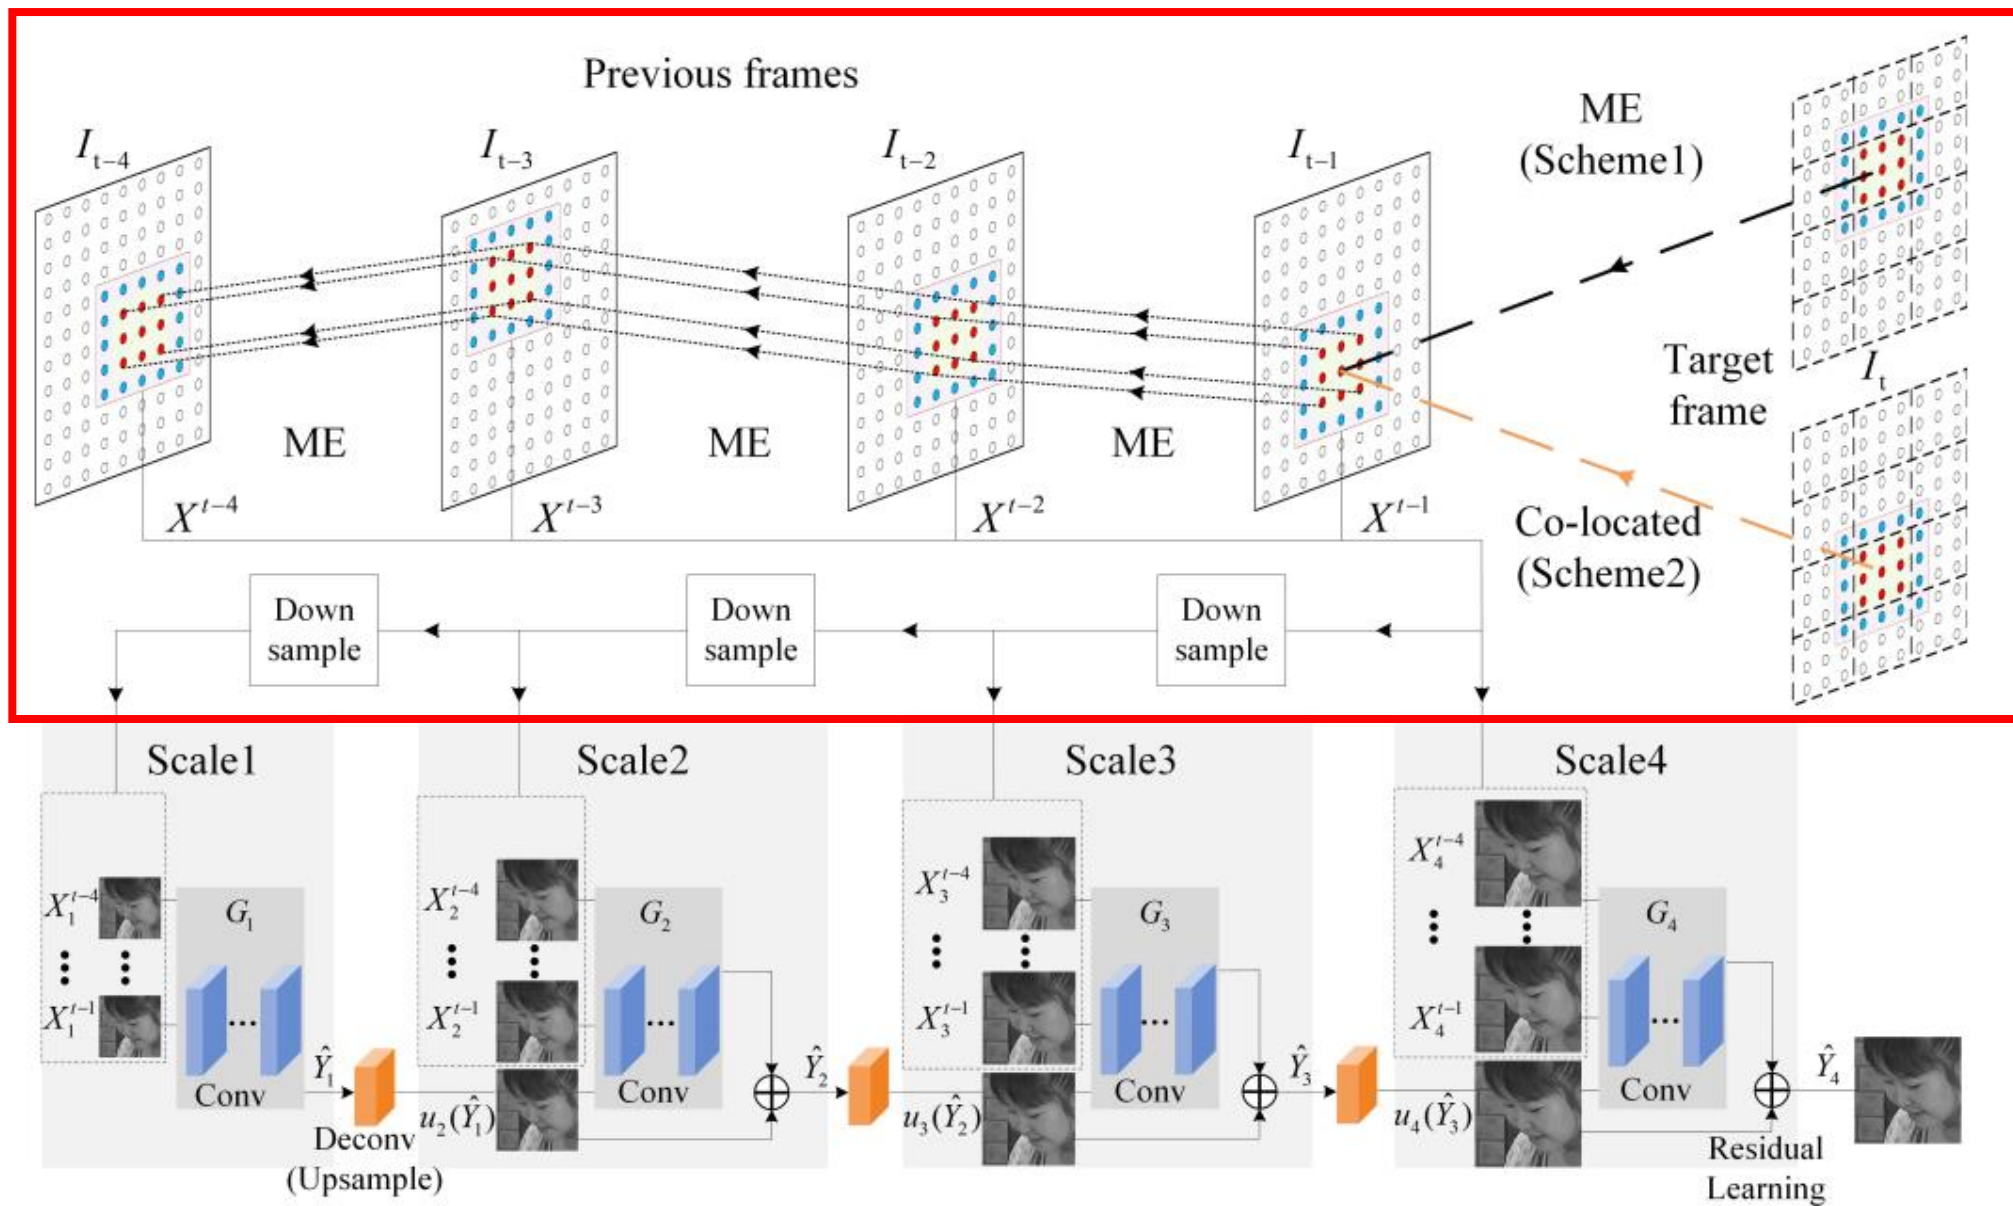 Previous frames
I_{t-4}
I_{t-3}
I_{t-2}
I_{t-1}
ME
(Scheme1)
Target
frame
I_t
ME
ME
ME
X^{t-4}
X^{t-3}
X^{t-2}
X^{t-1}
Co-located
(Scheme2)
Down
sample
Down
sample
Down
sample
Scale1
Scale2
Scale3
Scale4
X_1^{t-4}
X_1^{t-1}
G_1
Conv
Ŷ_1
Deconv
(Upsample)
X_2^{t-4}
X_2^{t-1}
u_2(Ŷ_1)
G_2
Conv
Ŷ_2
X_3^{t-4}
X_3^{t-1}
u_3(Ŷ_2)
G_3
Conv
Ŷ_3
X_4^{t-4}
X_4^{t-1}
u_4(Ŷ_3)
G_4
Conv
Ŷ_4
Residual
Learning